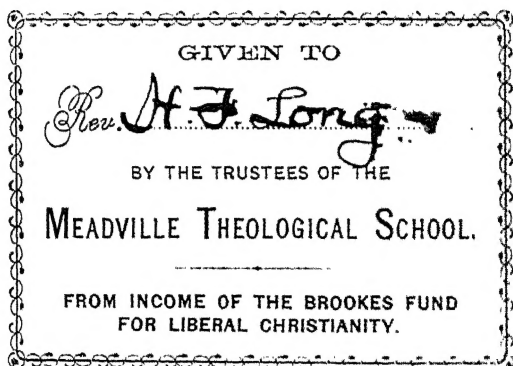 GIVEN TO
Rev. H. F. Long
BY THE TRUSTEES OF THE
MEADVILLE THEOLOGICAL SCHOOL.
FROM INCOME OF THE BROOKES FUND
FOR LIBERAL CHRISTIANITY.